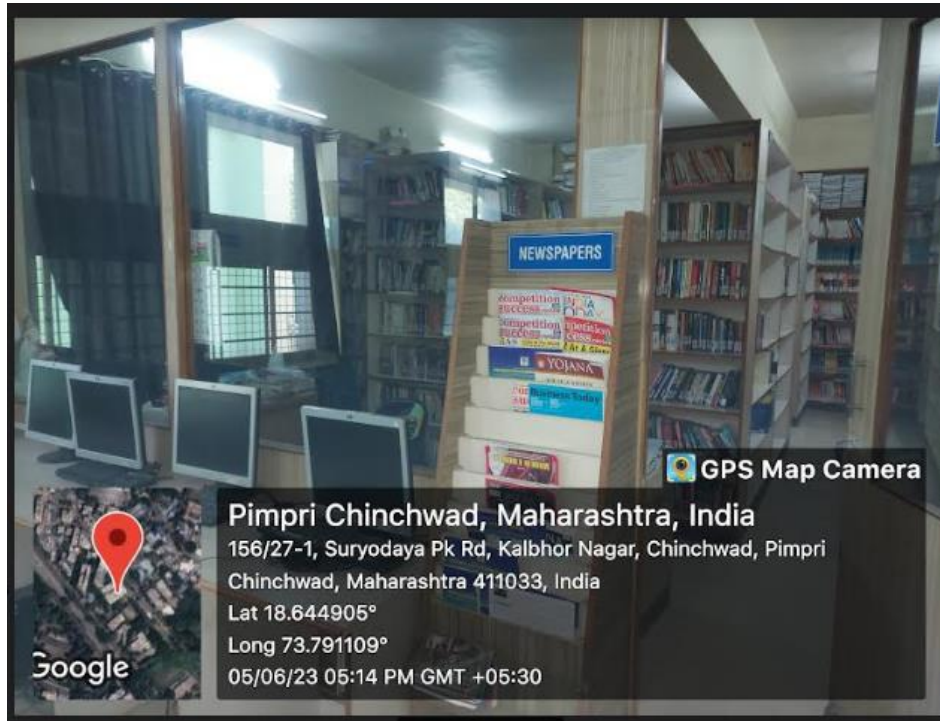 NEWSPAPERS
Competition
Success
INDIA
TODAY
YOJANA
Business Today
GPS Map Camera
Pimpri Chinchwad, Maharashtra, India
156/27-1, Suryodaya Pk Rd, Kalbhor Nagar, Chinchwad, Pimpri
Chinchwad, Maharashtra 411033, India
Lat 18.644905°
Long 73.791109°
05/06/23 05:14 PM GMT +05:30
Google